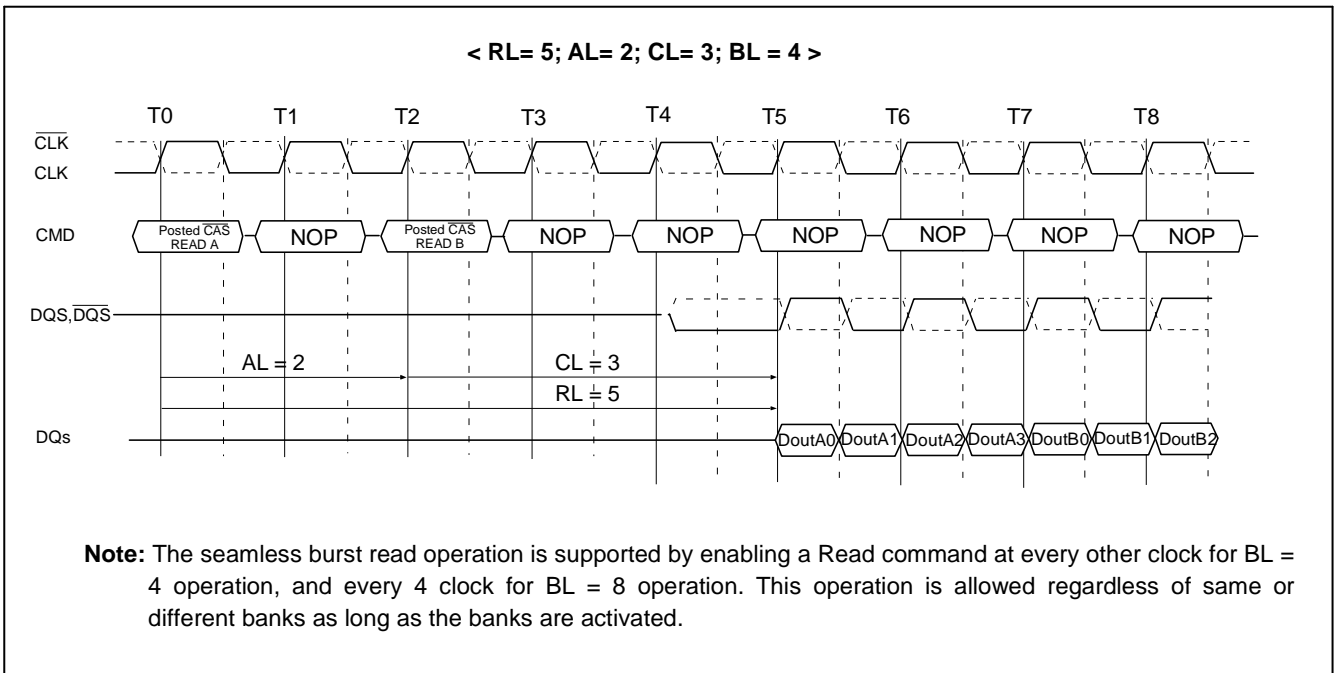 < RL= 5; AL= 2; CL= 3; BL = 4 >
T0 T1 T2 T3 T4 T5 T6 T7 T8
CLK
CLK
CMD
Posted CAS READ A
NOP
Posted CAS READ B
NOP
NOP
NOP
NOP
NOP
NOP
DQS,DQS
AL = 2
CL = 3
RL = 5
DQs
DoutA0 DoutA1 DoutA2 DoutA3 DoutB0 DoutB1 DoutB2
Note: The seamless burst read operation is supported by enabling a Read command at every other clock for BL =
4 operation, and every 4 clock for BL = 8 operation. This operation is allowed regardless of same or
different banks as long as the banks are activated.